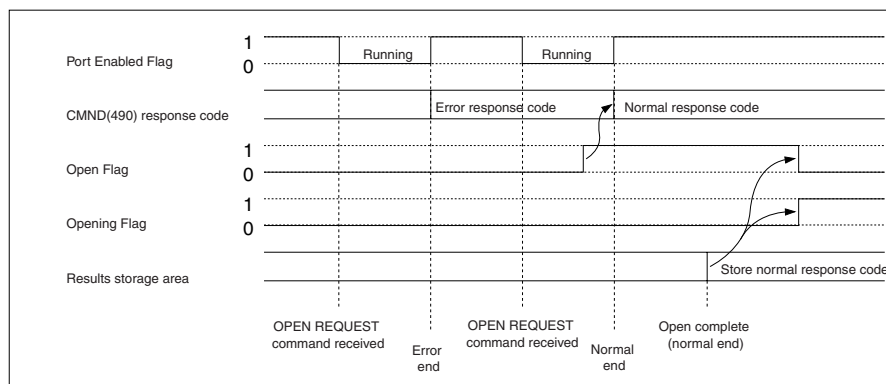 1
Port Enabled Flag
Running
Running
0
CMND(490) response code
Error response code
Normal response code
1
Open Flag
0
1
Opening Flag
0
Results storage area
Store normal response code
OPEN REQUEST
command received
Error
end
OPEN REQUEST
command received
Normal
end
Open complete
(normal end)